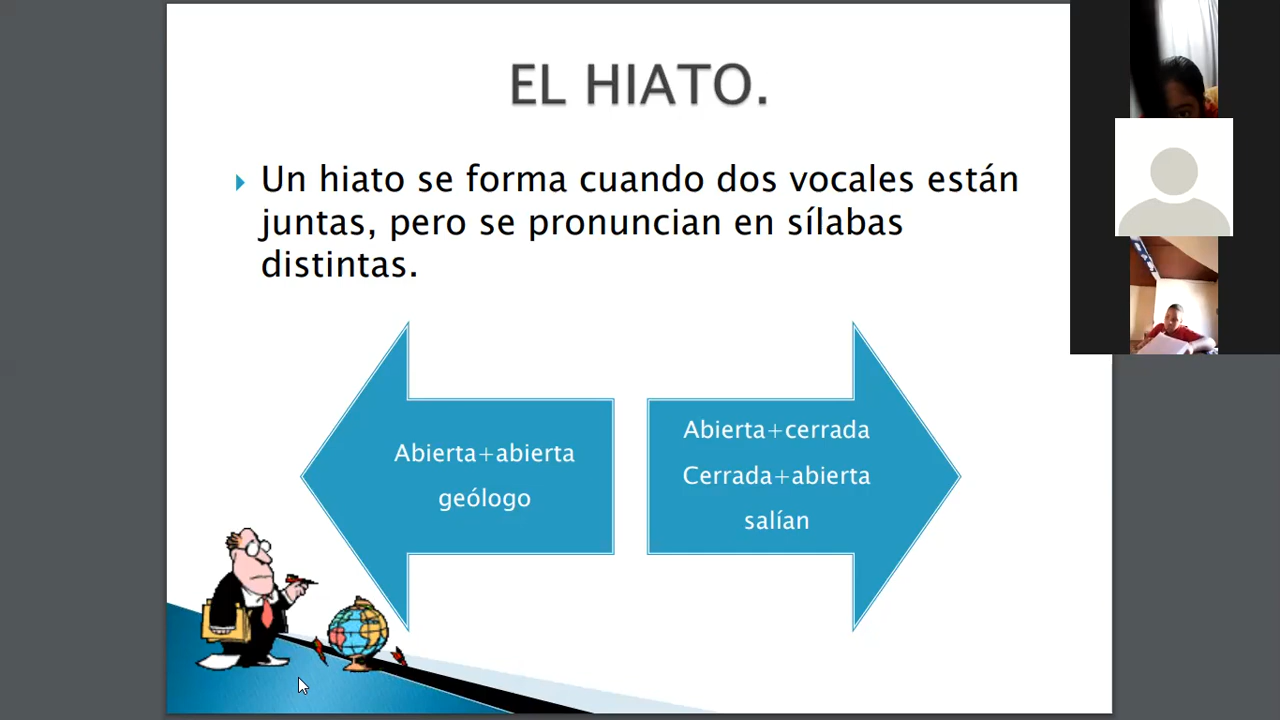 EL HIATO.
Un hiato se forma cuando dos vocales están
juntas, pero se pronuncian en sílabas
distintas.
Abierta+abierta
geólogo
Abierta+cerrada
Cerrada+abierta
salían